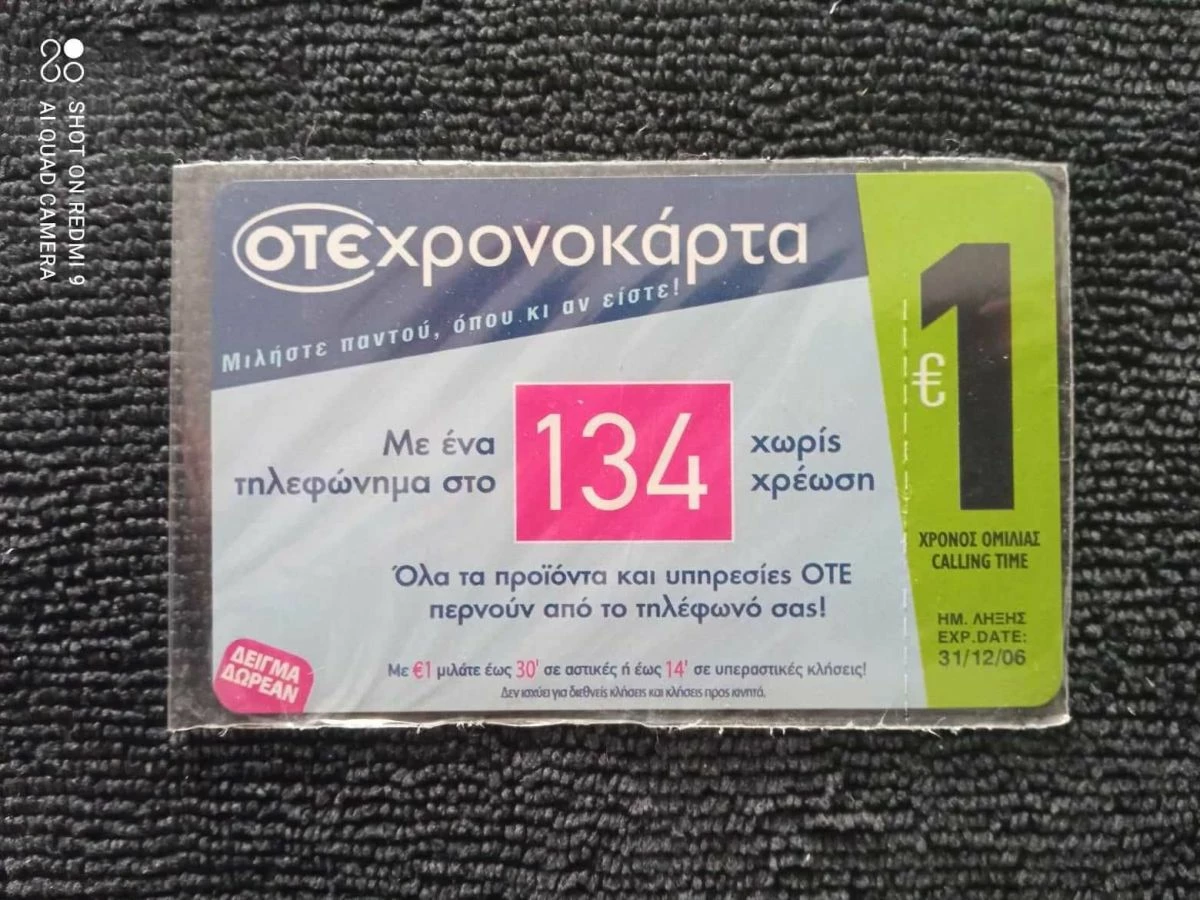 SHOT ON REDMI 9
AI QUAD CAMERA
OTEχρονοκάρτα
Μιλήστε παντού, όπου κι αν είστε!
€1
ΧΡΟΝΟΣ ΟΜΙΛΙΑΣ
CALLING TIME
ΗΜ. ΛΗΞΗΣ
EXP.DATE:
31/12/06
Με ένα
τηλεφώνημα στο
134
χωρίς
χρέωση
Όλα τα προϊόντα και υπηρεσίες ΟΤΕ
περνούν από το τηλέφωνό σας!
ΔΕΙΓΜΑ
ΔΩΡΕΑΝ
Με €1 μιλάτε έως 30' σε αστικές ή έως 14' σε υπεραστικές κλήσεις!
Δεν ισχύει για διεθνείς κλήσεις και κλήσεις προς κινητά.